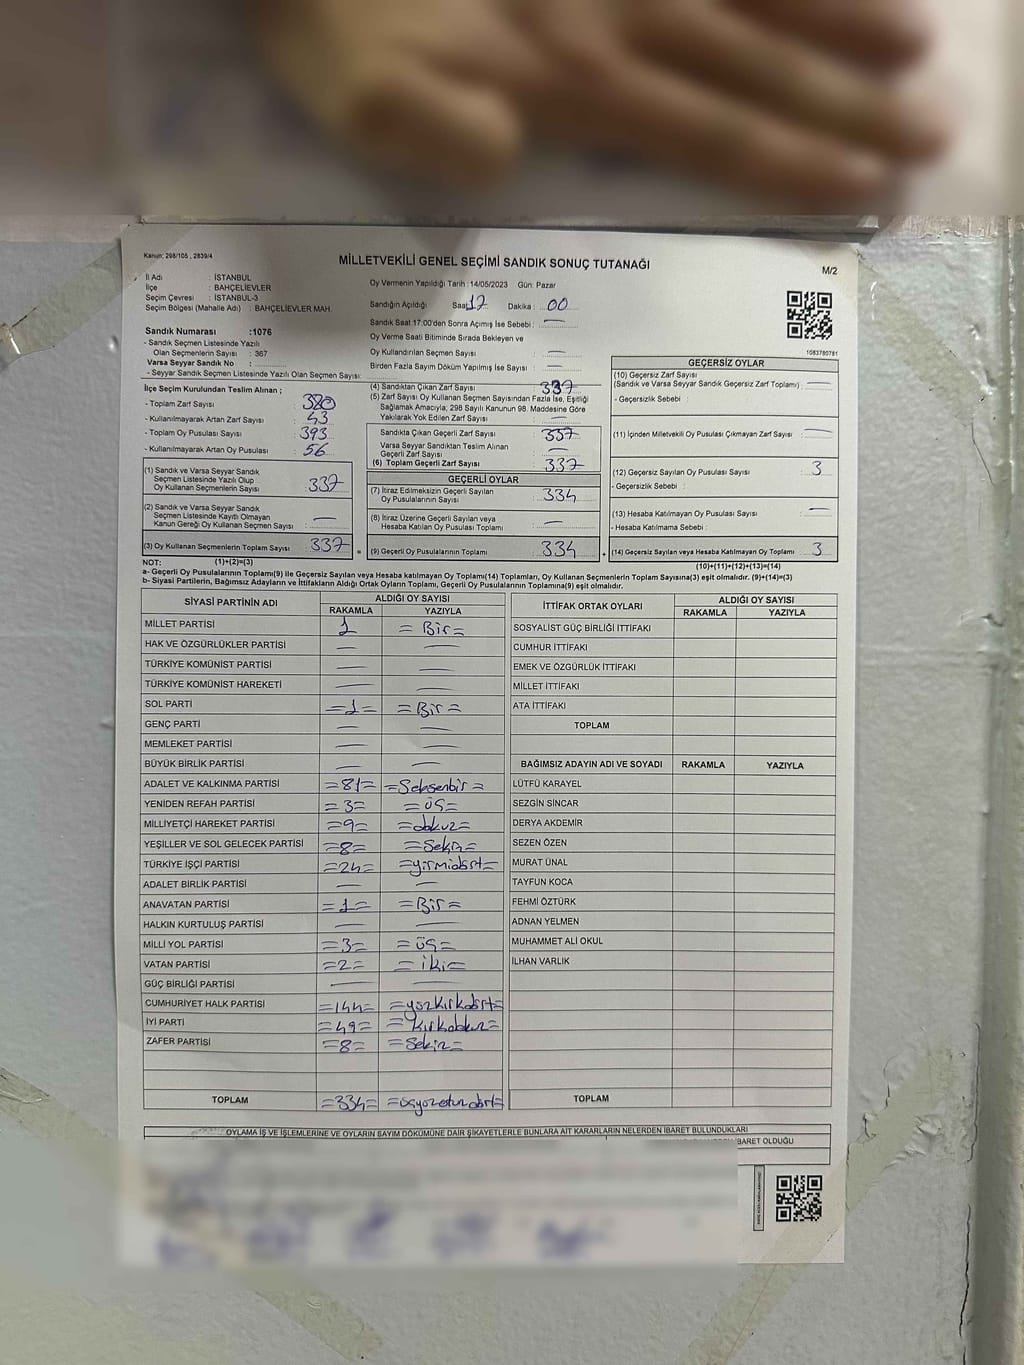 Kanun; 298/105 , 2839/4
MİLLETVEKİLİ GENEL SEÇİMİ SANDIK SONUÇ TUTANAĞI
M/2
İl Adı : İSTANBUL
İlçe : BAHÇELİEVLER
Seçim Çevresi : İSTANBUL-3
Seçim Bölgesi (Mahalle Adı) : BAHÇELİEVLER MAH.
Oy Vermenin Yapıldığı Tarih : 14/05/2023 Gün: Pazar
Sandığın Açıldığı Saat 17 Dakika : 00
Sandık Saat 17:00'den Sonra Açılmış İse Sebebi :
Oy Verme Saati Bitiminde Sırada Bekleyen ve
Oy Kullandırılan Seçmen Sayısı
Birden Fazla Sayım Döküm Yapılmış İse Sayısı :
1083780781
Sandık Numarası : 1076
- Sandık Seçmen Listesinde Yazılı
Olan Seçmenlerin Sayısı : 367
Varsa Seyyar Sandık No :
- Seyyar Sandık Seçmen Listesinde Yazılı Olan Seçmen Sayısı:
İlçe Seçim Kurulundan Teslim Alınan ;
- Toplam Zarf Sayısı : 380
- Kullanılmayarak Artan Zarf Sayısı : 43
- Toplam Oy Pusulası Sayısı : 393
- Kullanılmayarak Artan Oy Pusulası : 56
(1) Sandık ve Varsa Seyyar Sandık
Seçmen Listesinde Yazılı Olup
Oy Kullanan Seçmenlerin Sayısı : 337
(2) Sandık ve Varsa Seyyar Sandık
Seçmen Listesinde Kayıtlı Olmayan
Kanun Gereği Oy Kullanan Seçmen Sayısı : —
(3) Oy Kullanan Seçmenlerin Toplam Sayısı : 337
(1)+(2)=(3)
(4) Sandıktan Çıkan Zarf Sayısı : 337
(5) Zarf Sayısı Oy Kullanan Seçmen Sayısından Fazla İse, Eşitliği
Sağlamak Amacıyla; 298 Sayılı Kanunun 98. Maddesine Göre
Yakılarak Yok Edilen Zarf Sayısı : —
Sandıkta Çıkan Geçerli Zarf Sayısı : 337
Varsa Seyyar Sandıktan Teslim Alınan
Geçerli Zarf Sayısı : —
(6) Toplam Geçerli Zarf Sayısı : 337
GEÇERLİ OYLAR
(7) İtiraz Edilmeksizin Geçerli Sayılan
Oy Pusulalarının Sayısı : 334
(8) İtiraz Üzerine Geçerli Sayılan veya
Hesaba Katılan Oy Pusulası Toplamı : —
(9) Geçerli Oy Pusulalarının Toplamı : 334
GEÇERSİZ OYLAR
(10) Geçersiz Zarf Sayısı
(Sandık ve Varsa Seyyar Sandık Geçersiz Zarf Toplamı) : —
- Geçersizlik Sebebi :
(11) İçinden Milletvekili Oy Pusulası Çıkmayan Zarf Sayısı : —
(12) Geçersiz Sayılan Oy Pusulası Sayısı : 3
- Geçersizlik Sebebi :
(13) Hesaba Katılmayan Oy Pusulası Sayısı : —
- Hesaba Katılmama Sebebi :
(14) Geçersiz Sayılan veya Hesaba Katılmayan Oy Toplamı : 3
(10)+(11)+(12)+(13)=(14)
NOT:
a- Geçerli Oy Pusulalarının Toplamı(9) ile Geçersiz Sayılan veya Hesaba katılmayan Oy Toplamı(14) Toplamları, Oy Kullanan Seçmenlerin Toplam Sayısına(3) eşit olmalıdır. (9)+(14)=(3)
b- Siyasi Partilerin, Bağımsız Adayların ve İttifakların Aldığı Ortak Oyların Toplamı, Geçerli Oy Pusulalarının Toplamına(9) eşit olmalıdır.
SİYASİ PARTİNİN ADI ALDIĞI OY SAYISI
RAKAMLA YAZIYLA
MİLLET PARTİSİ 1 = Bir =
HAK VE ÖZGÜRLÜKLER PARTİSİ — —
TÜRKİYE KOMÜNİST PARTİSİ — —
TÜRKİYE KOMÜNİST HAREKETİ — —
SOL PARTİ =1= = Bir =
GENÇ PARTİ — —
MEMLEKET PARTİSİ — —
BÜYÜK BİRLİK PARTİSİ — —
ADALET VE KALKINMA PARTİSİ =81= =Seksenbir=
YENİDEN REFAH PARTİSİ =3= =üç=
MİLLİYETÇİ HAREKET PARTİSİ =9= =dokuz=
YEŞİLLER VE SOL GELECEK PARTİSİ =8= =Sekiz=
TÜRKİYE İŞÇİ PARTİSİ =24= =yirmidört=
ADALET BİRLİK PARTİSİ — —
ANAVATAN PARTİSİ =1= =Bir=
HALKIN KURTULUŞ PARTİSİ — —
MİLLİ YOL PARTİSİ =3= =üç=
VATAN PARTİSİ =2= =iki=
GÜÇ BİRLİĞİ PARTİSİ — —
CUMHURİYET HALK PARTİSİ =144= =yüzkırkdört=
İYİ PARTİ =49= =Kırkdokuz=
ZAFER PARTİSİ =8= =Sekiz=
TOPLAM =334= =üçyüzotuzdört=
İTTİFAK ORTAK OYLARI ALDIĞI OY SAYISI
RAKAMLA YAZIYLA
SOSYALİST GÜÇ BİRLİĞİ İTTİFAKI
CUMHUR İTTİFAKI
EMEK VE ÖZGÜRLÜK İTTİFAKI
MİLLET İTTİFAKI
ATA İTTİFAKI
TOPLAM
BAĞIMSIZ ADAYIN ADI VE SOYADI RAKAMLA YAZIYLA
LÜTFÜ KARAYEL
SEZGİN SİNCAR
DERYA AKDEMİR
SEZEN ÖZEN
MURAT ÜNAL
TAYFUN KOCA
FEHMİ ÖZTÜRK
ADNAN YELMEN
MUHAMMET ALİ OKUL
İLHAN VARLIK
TOPLAM
OYLAMA İŞ VE İŞLEMLERİNE VE OYLARIN SAYIM DÖKÜMÜNE DAİR ŞİKAYETLERLE BUNLARA AİT KARARLARIN NELERDEN İBARET BULUNDUKLARI
İBARET OLDUĞU